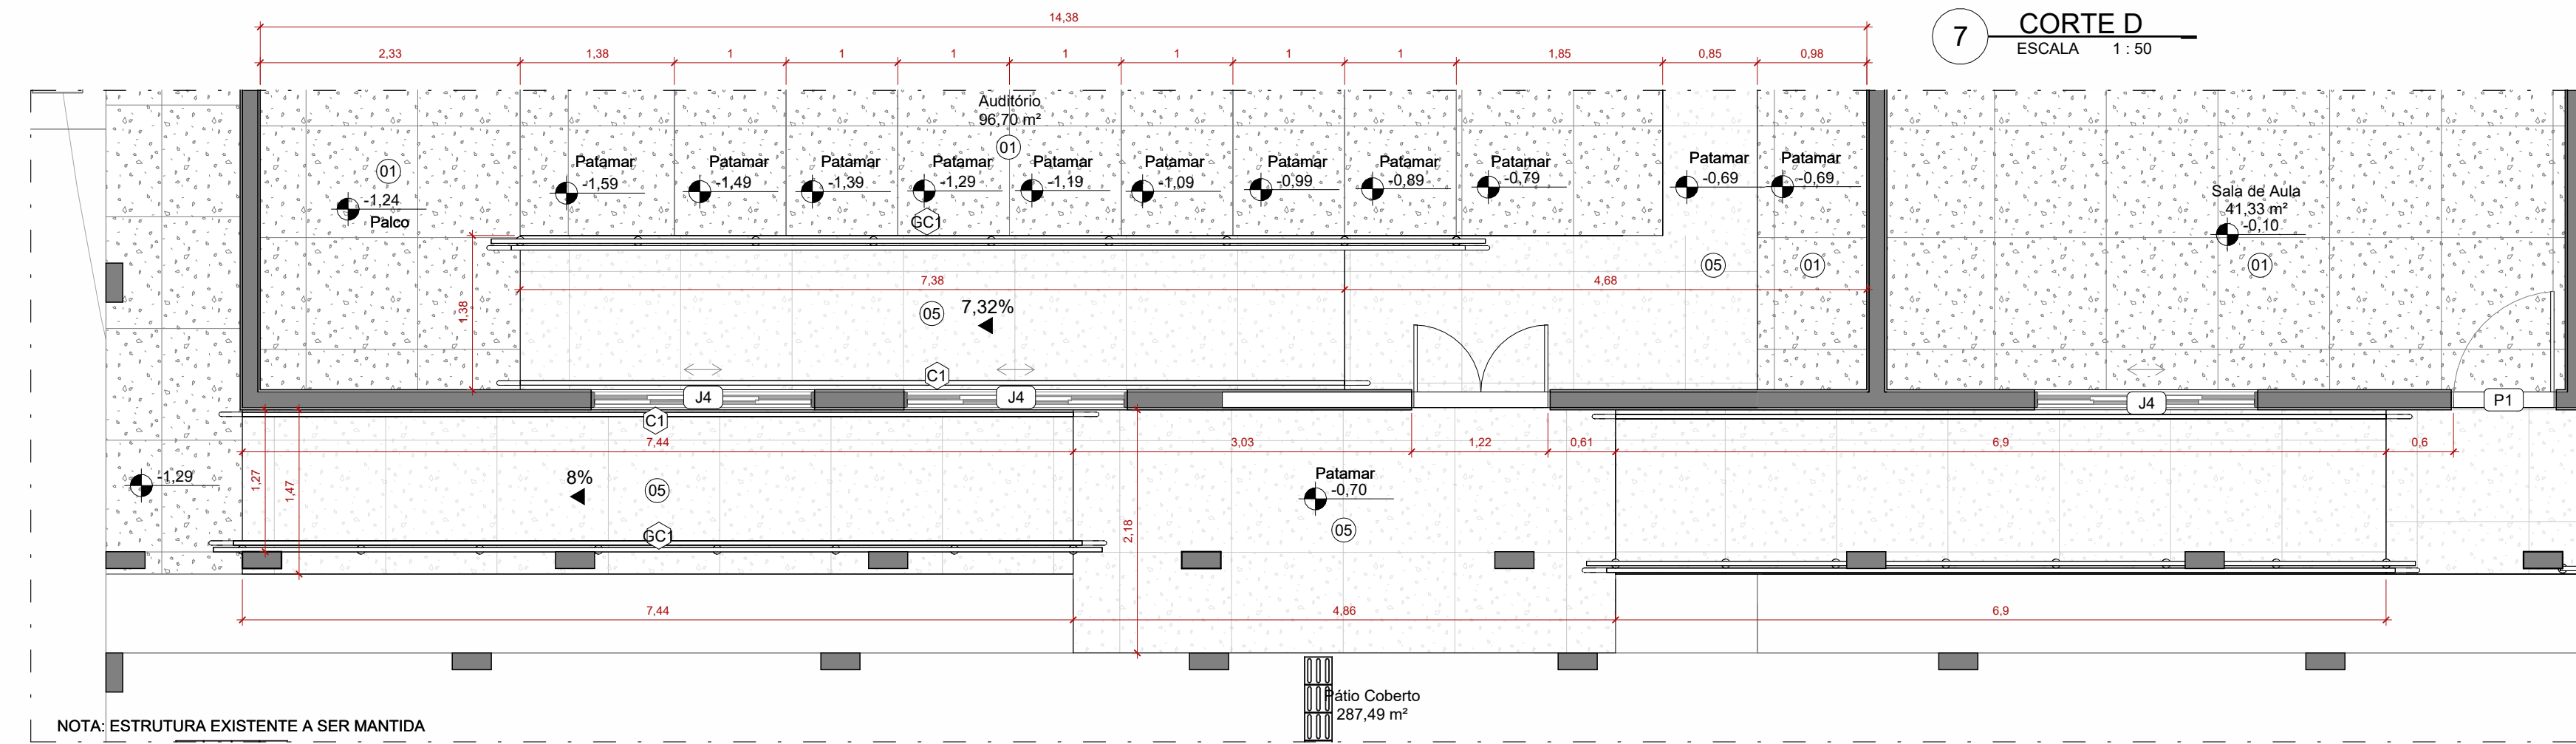 14,38
7
CORTE D
ESCALA 1 : 50
2,33
1,38
1
1
1
1
1
1
1
1,85
0,85
0,98
Auditório
96,70 m²
01
01
-1,24
Palco
Patamar
-1,59
Patamar
-1,49
Patamar
-1,39
Patamar
-1,29
Patamar
-1,19
Patamar
-1,09
Patamar
-0,99
Patamar
-0,89
Patamar
-0,79
Patamar
-0,69
Patamar
-0,69
Sala de Aula
41,33 m²
-0,10
GC1
05
01
01
7,38
4,68
1,38
05
7,32%
C1
J4
J4
J4
P1
C1
7,44
3,03
1,22
0,61
6,9
0,6
-1,29
1,27
1,47
8%
05
Patamar
-0,70
05
2,18
GC1
7,44
4,86
6,9
Pátio Coberto
287,49 m²
NOTA: ESTRUTURA EXISTENTE A SER MANTIDA